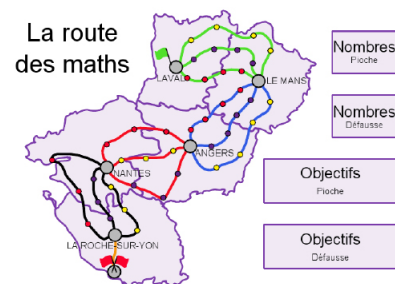 La route
des maths
LAVAL
LE MANS
ANGERS
NANTES
LA ROCHE-SUR-YON
Nombres
Pioche
Nombres
Défausse
Objectifs
Pioche
Objectifs
Défausse